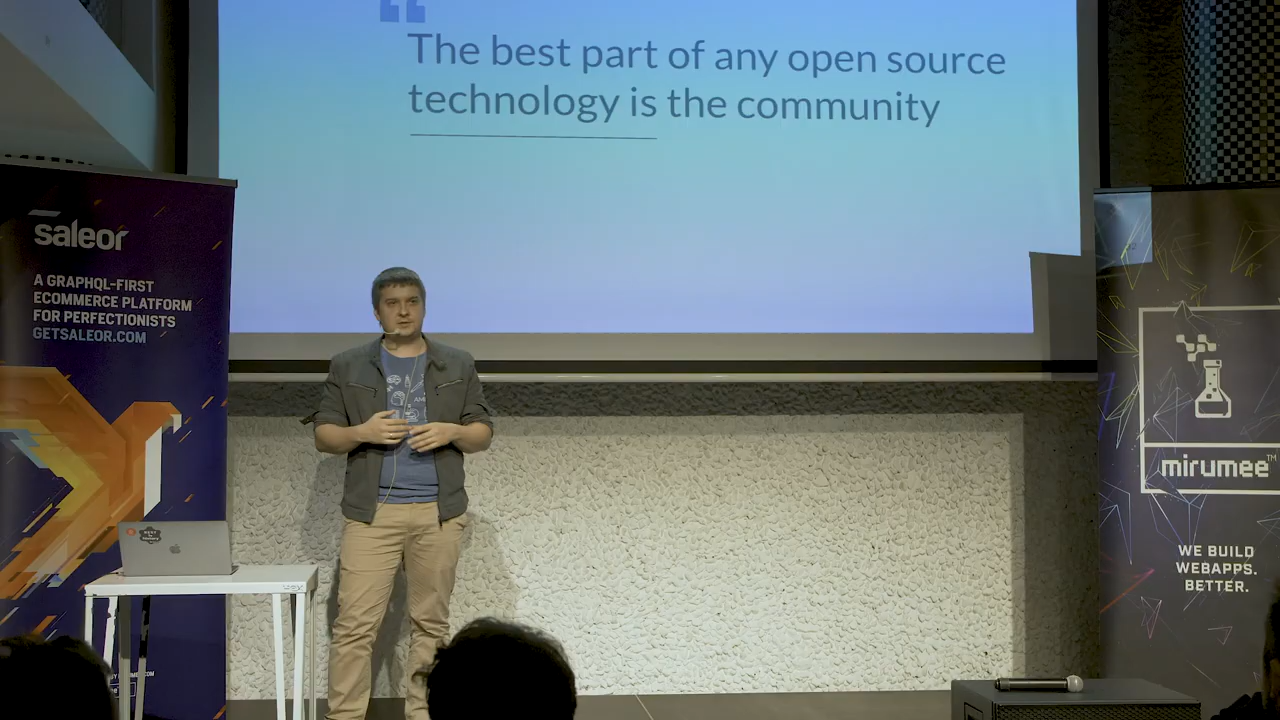 “
The best part of any open source
technology is the community
saleor
A GRAPHQL-FIRST
ECOMMERCE PLATFORM
FOR PERFECTIONISTS
GETSALEOR.COM
mirumee™
WE BUILD
WEBAPPS.
BETTER.